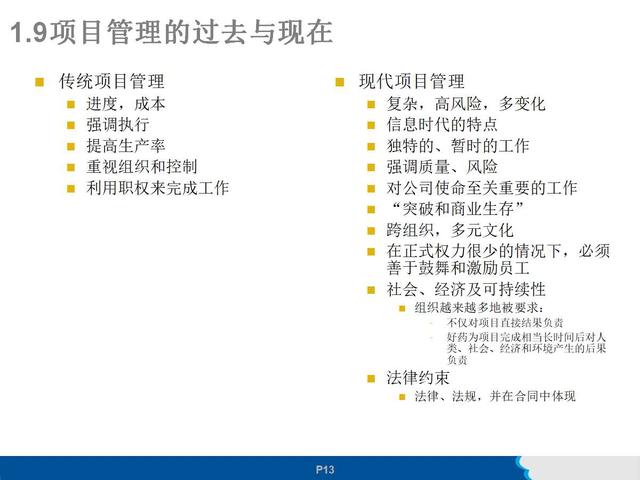 1.9项目管理的过去与现在
传统项目管理
进度，成本
强调执行
提高生产率
重视组织和控制
利用职权来完成工作
现代项目管理
复杂，高风险，多变化
信息时代的特点
独特的、暂时的工作
强调质量、风险
对公司使命至关重要的工作
“突破和商业生存”
跨组织，多元文化
在正式权力很少的情况下，必须
善于鼓舞和激励员工
社会、经济及可持续性
组织越来越多地被要求：
不仅对项目直接结果负责
好药为项目完成相当长时间后对人
类、社会、经济和环境产生的后果
负责
法律约束
法律、法规，并在合同中体现
P13